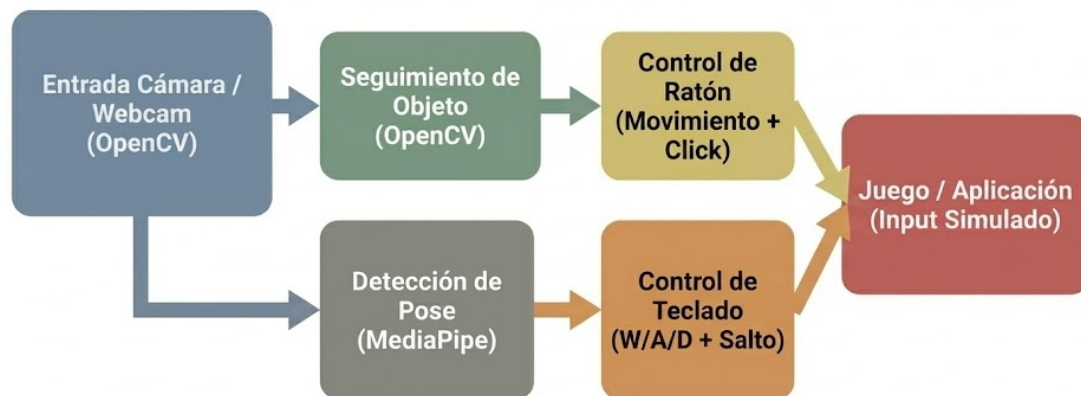 Entrada Cámara /
Webcam
(OpenCV)
Seguimiento de
Objeto
(OpenCV)
Control de
Ratón
(Movimiento +
Click)
Juego / Aplicación
(Input Simulado)
Detección de
Pose
(MediaPipe)
Control de
Teclado
(W/A/D + Salto)